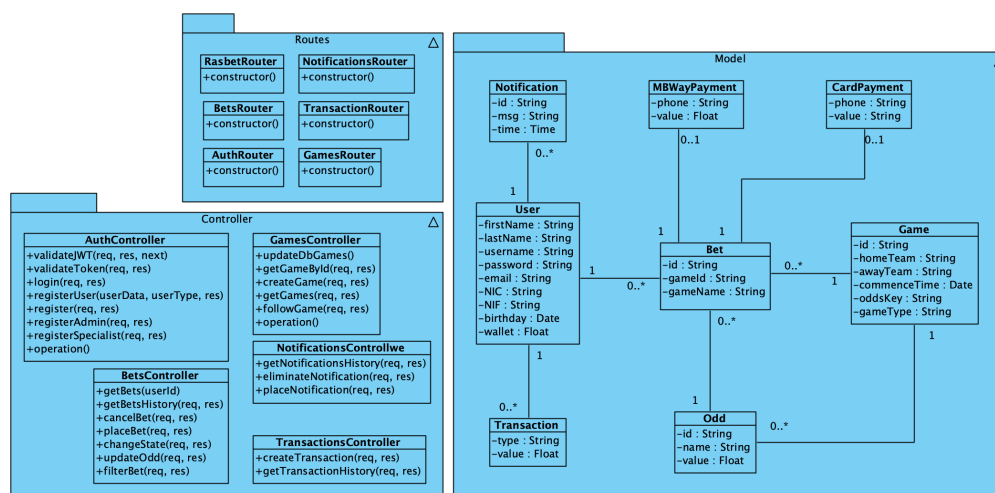 Routes
RasbetRouter
+constructor()
NotificationsRouter
+constructor()
BetsRouter
+constructor()
TransactionRouter
+constructor()
AuthRouter
+constructor()
GamesRouter
+constructor()
Controller
AuthController
+validateJWT(req, res, next)
+validateToken(req, res)
+login(req, res)
+registerUser(userData, userType, res)
+register(req, res)
+registerAdmin(req, res)
+registerSpecialist(req, res)
+operation()
GamesController
+updateDbGames()
+getGameById(req, res)
+createGame(req, res)
+getGames(req, res)
+followGame(req, res)
+operation()
NotificationsControllwe
+getNotificationsHistory(req, res)
+eliminateNotification(req, res)
+placeNotification(req, res)
BetsController
+getBets(userId)
+getBetsHistory(req, res)
+cancelBet(req, res)
+placeBet(req, res)
+changeState(req, res)
+updateOdd(req, res)
+filterBet(req, res)
TransactionsController
+createTransaction(req, res)
+getTransactionHistory(req, res)
Model
Notification
-id : String
-msg : String
-time : Time
MBWayPayment
-phone : String
-value : Float
CardPayment
-phone : String
-value : String
0..*
0..1
0..1
1
1
1
User
-firstName : String
-lastName : String
-username : String
-password : String
-email : String
-NIC : String
-NIF : String
-birthday : Date
-wallet : Float
1
0..*
Bet
-id : String
-gameId : String
-gameName : String
0..*
1
Game
-id : String
-homeTeam : String
-awayTeam : String
-commenceTime : Date
-oddsKey : String
-gameType : String
0..*
1
1
0..*
1
0..*
Transaction
-type : String
-value : Float
Odd
-id : String
-name : String
-value : Float